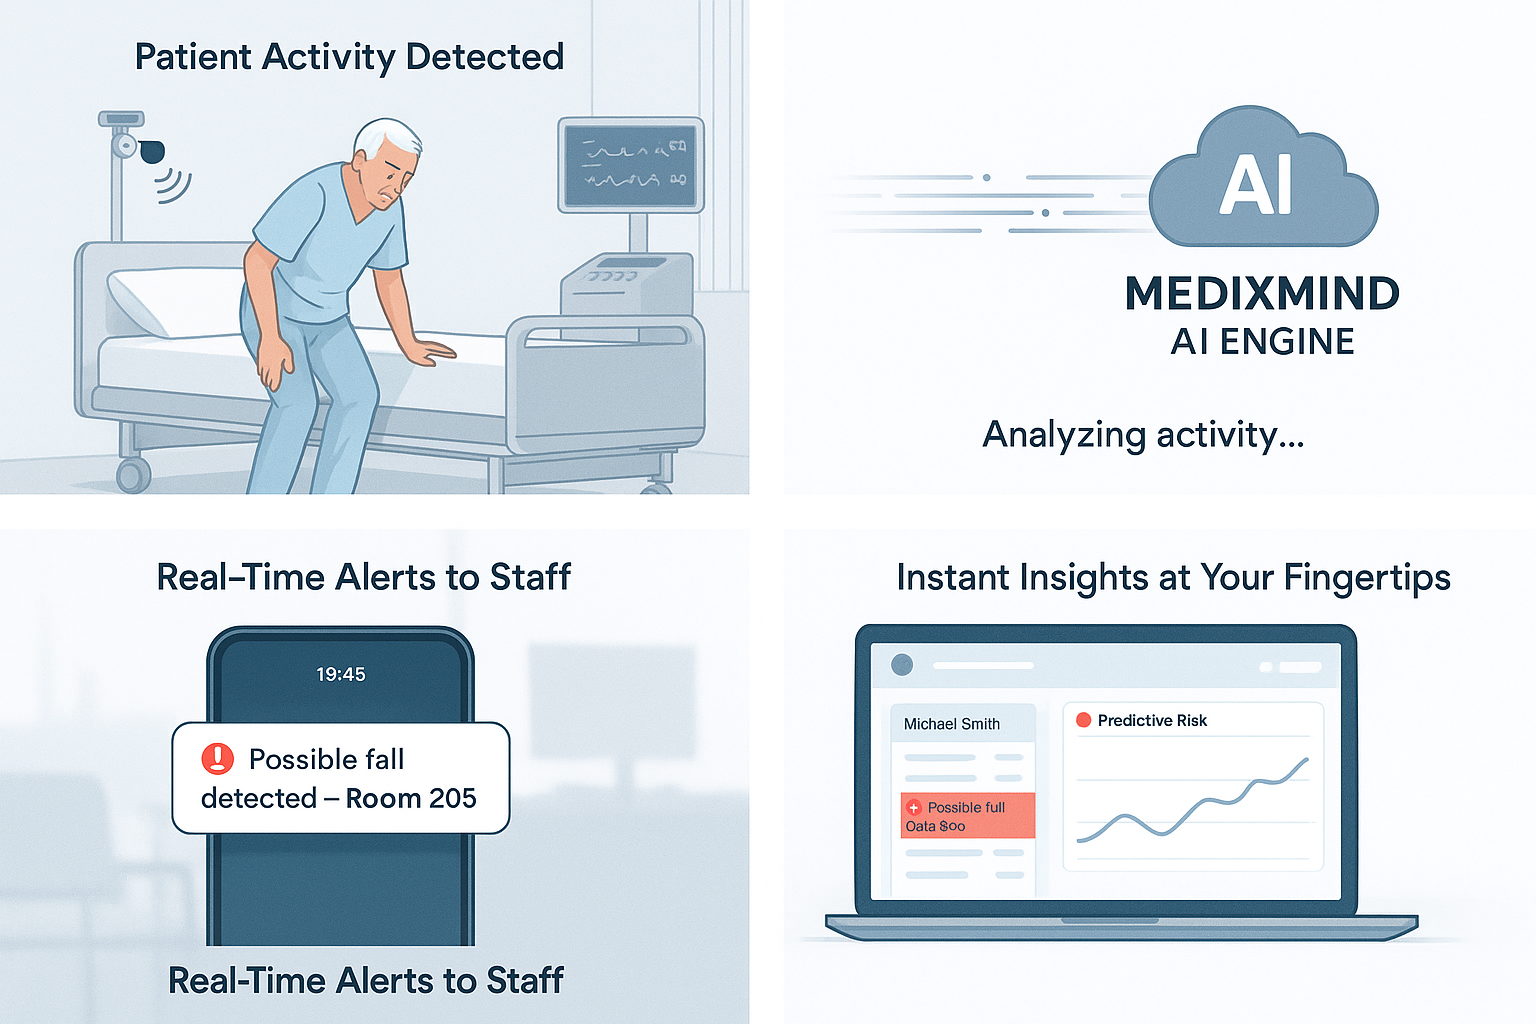 Patient Activity Detected
AI
MEDIXMIND
AI ENGINE
Analyzing activity...
Real-Time Alerts to Staff
19:45
Possible fall
detected – Room 205
Real-Time Alerts to Staff
Instant Insights at Your Fingertips
Michael Smith
Possible full
Oata $oo
Predictive Risk